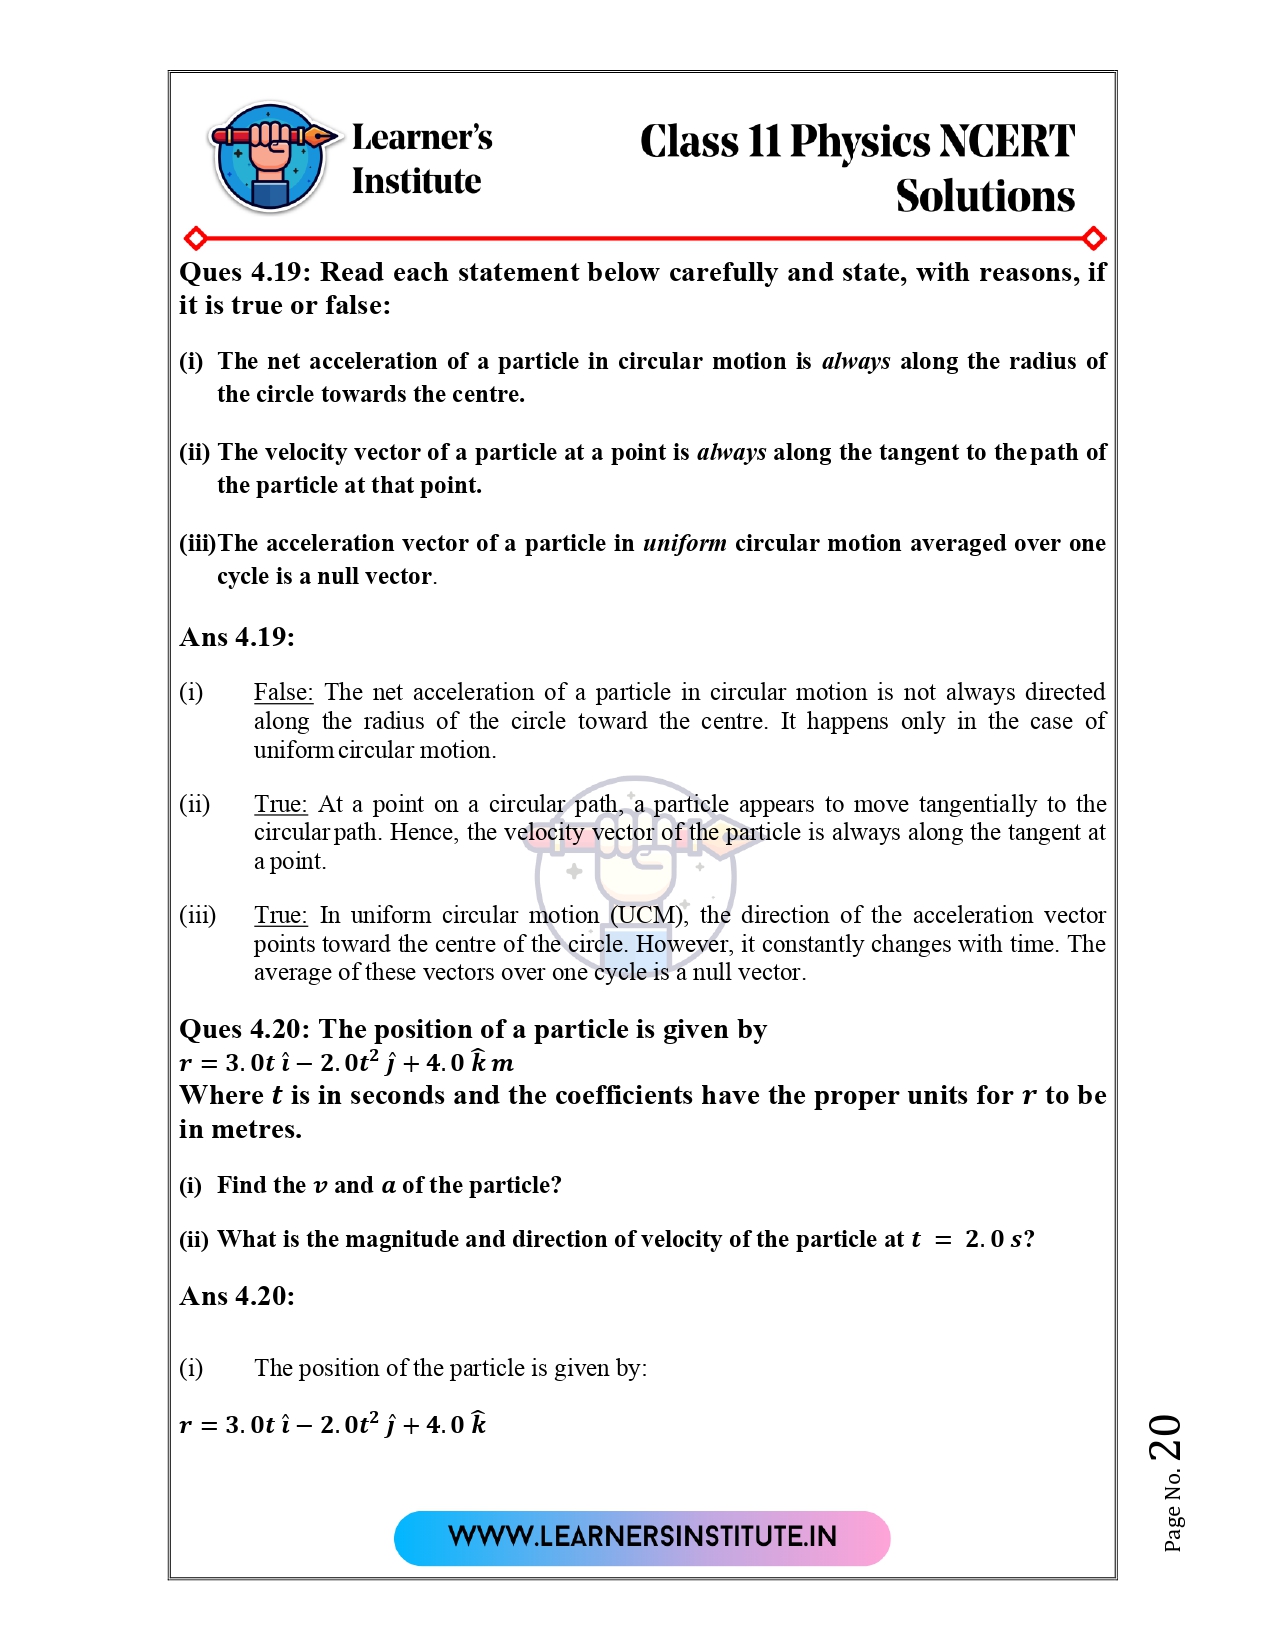 Learner's
Institute
Class 11 Physics NCERT
Solutions
Ques 4.19: Read each statement below carefully and state, with reasons, if
it is true or false:
(i) The net acceleration of a particle in circular motion is always along the radius of
the circle towards the centre.
(ii) The velocity vector of a particle at a point is always along the tangent to the path of
the particle at that point.
(iii) The acceleration vector of a particle in uniform circular motion averaged over one
cycle is a null vector.
Ans 4.19:
(i) False: The net acceleration of a particle in circular motion is not always directed
along the radius of the circle toward the centre. It happens only in the case of
uniform circular motion.
(ii) True: At a point on a circular path, a particle appears to move tangentially to the
circular path. Hence, the velocity vector of the particle is always along the tangent at
a point.
(iii) True: In uniform circular motion (UCM), the direction of the acceleration vector
points toward the centre of the circle. However, it constantly changes with time. The
average of these vectors over one cycle is a null vector.
Ques 4.20: The position of a particle is given by
r = 3.0t î − 2.0t² ĵ + 4.0 k̂ m
Where t is in seconds and the coefficients have the proper units for r to be
in metres.
(i) Find the v and a of the particle?
(ii) What is the magnitude and direction of velocity of the particle at t = 2.0 s?
Ans 4.20:
(i) The position of the particle is given by:
r = 3.0t î − 2.0t² ĵ + 4.0 k̂
Page No. 20
WWW.LEARNERSINSTITUTE.IN